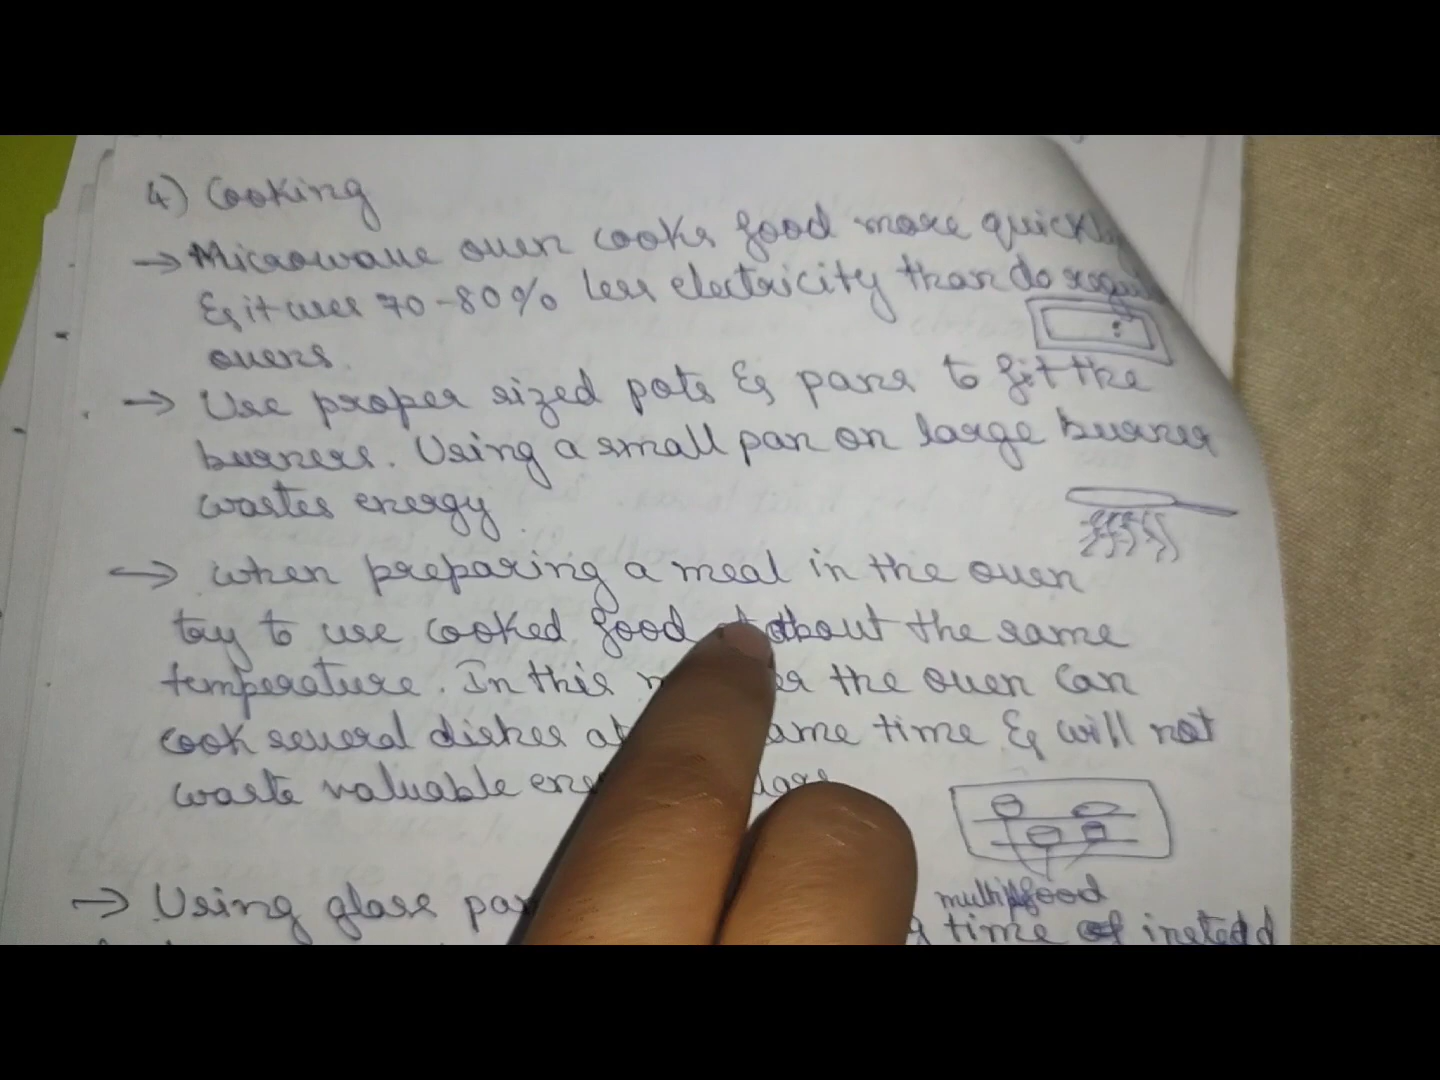 4) Cooking
→ Microwave oven cooks food more quickly
& it uses 70-80% less electricity than do
ovens.
→ Use proper sized pots & pans to fit the
burners. Using a small pan on large burner
wastes energy
→ when preparing a meal in the oven
try to use cooked food about the same
temperature. In this the oven can
cook several dishes at same time & will not
waste valuable
multi food
→ Using glass
time of instead